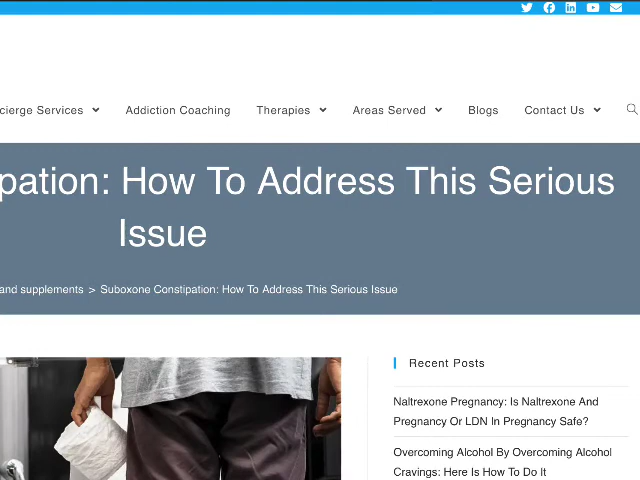 cierge Services
Addiction Coaching
Therapies
Areas Served
Blogs
Contact Us
pation: How To Address This Serious
Issue
and supplements > Suboxone Constipation: How To Address This Serious Issue
Recent Posts
Naltrexone Pregnancy: Is Naltrexone And
Pregnancy Or LDN In Pregnancy Safe?
Overcoming Alcohol By Overcoming Alcohol
Cravings: Here Is How To Do It